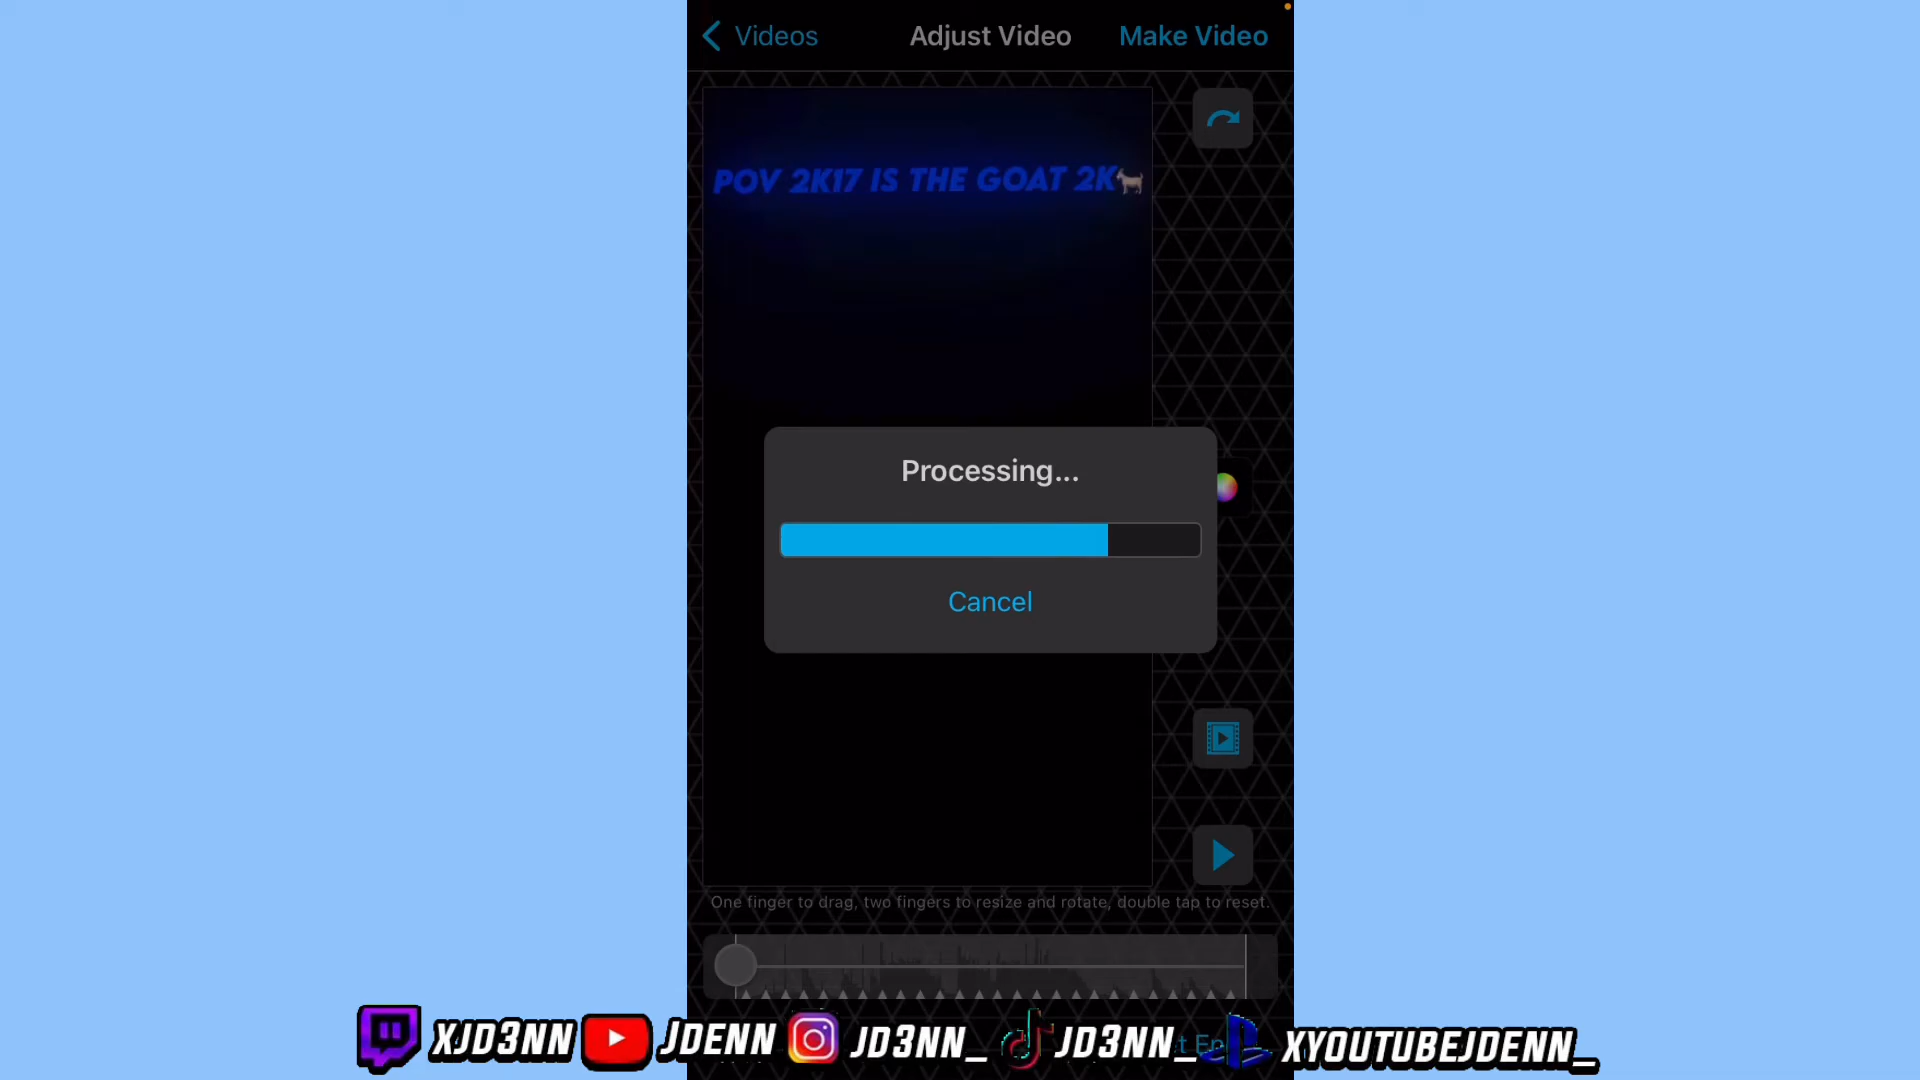 Videos Adjust Video Make Video
POV 2K17 IS THE GOAT 2K🐐
Processing...
Cancel
One finger to drag, two fingers to resize and rotate, double tap to reset.
XJD3NN JDENN JD3NN_ JD3NN_ XYOUTUBEJDENN_